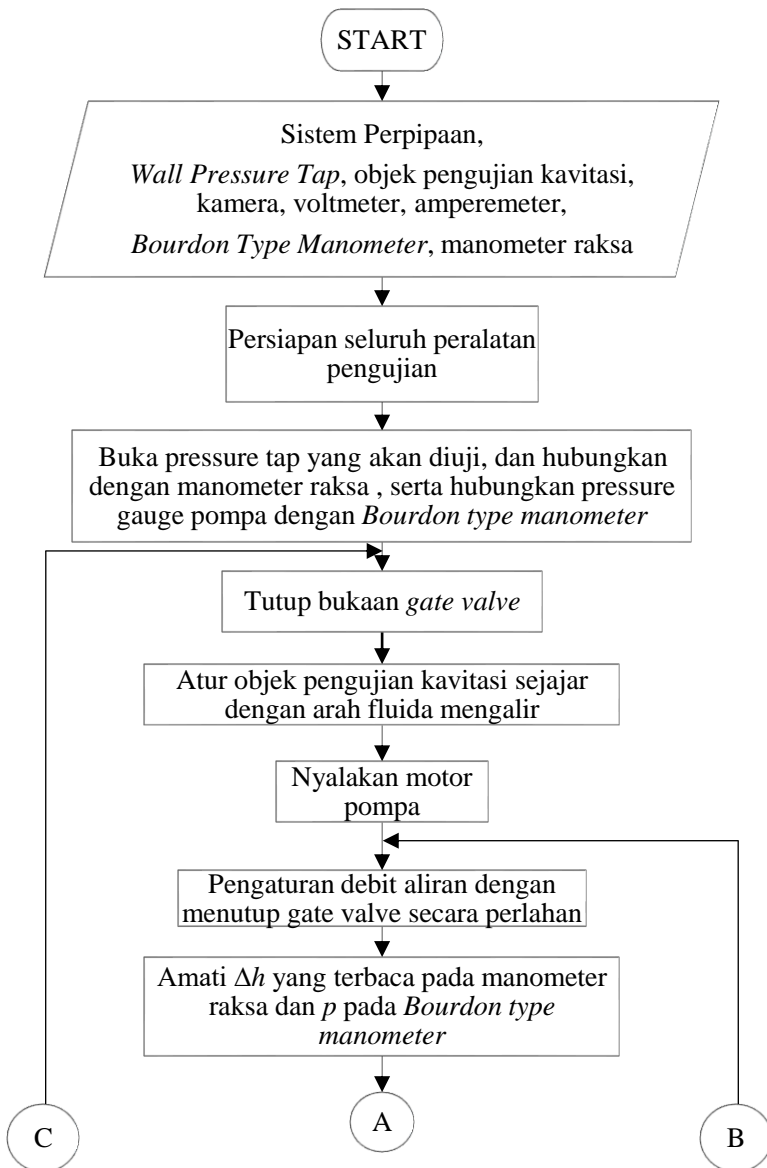 START
Sistem Perpipaan,
Wall Pressure Tap, objek pengujian kavitasi,
kamera, voltmeter, amperemeter,
Bourdon Type Manometer, manometer raksa
Persiapan seluruh peralatan
pengujian
Buka pressure tap yang akan diuji, dan hubungkan
dengan manometer raksa , serta hubungkan pressure
gauge pompa dengan Bourdon type manometer
Tutup bukaan gate valve
Atur objek pengujian kavitasi sejajar
dengan arah fluida mengalir
Nyalakan motor
pompa
Pengaturan debit aliran dengan
menutup gate valve secara perlahan
Amati Δh yang terbaca pada manometer
raksa dan p pada Bourdon type
manometer
C
A
B